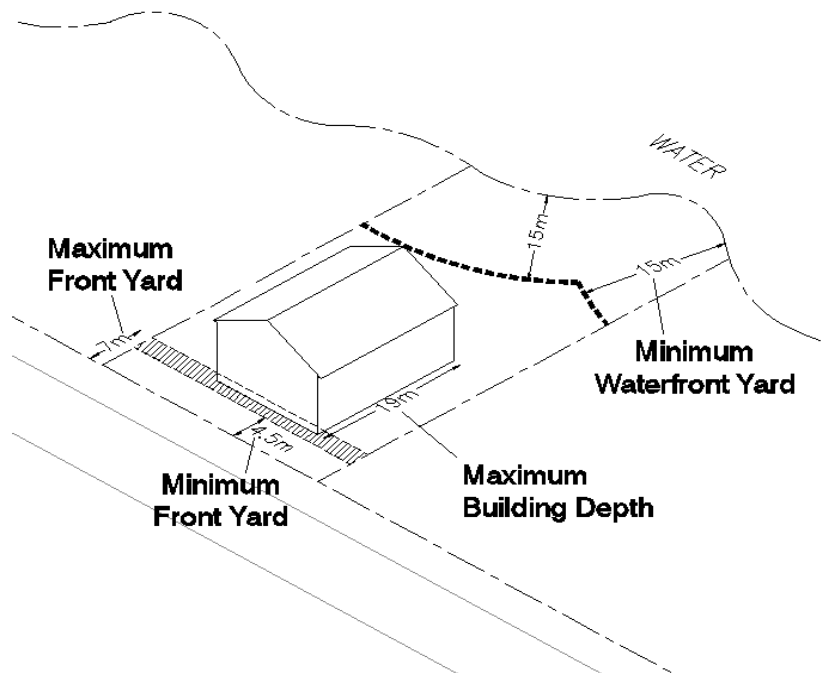 WATER
15m
15m
Maximum
Front Yard
7m
Minimum
Waterfront Yard
19m
4.5m
Maximum
Building Depth
Minimum
Front Yard